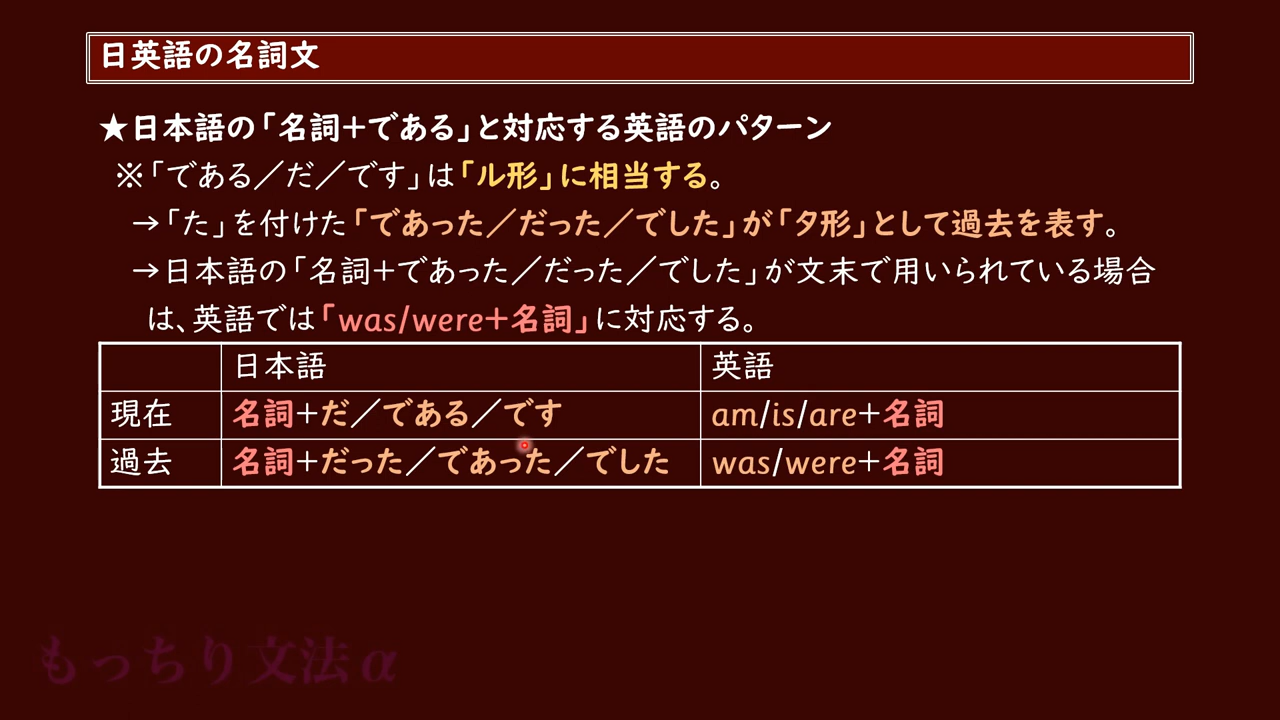 日英語の名詞文
★日本語の「名詞+である」と対応する英語のパターン
※「である／だ／です」は「ル形」に相当する。
→「た」を付けた「であった／だった／でした」が「タ形」として過去を表す。
→日本語の「名詞+であった／だった／でした」が文末で用いられている場合
は、英語では「was/were+名詞」に対応する。
日本語 英語
現在 名詞+だ／である／です am/is/are+名詞
過去 名詞+だった／であった／でした was/were+名詞
もっちり文法α